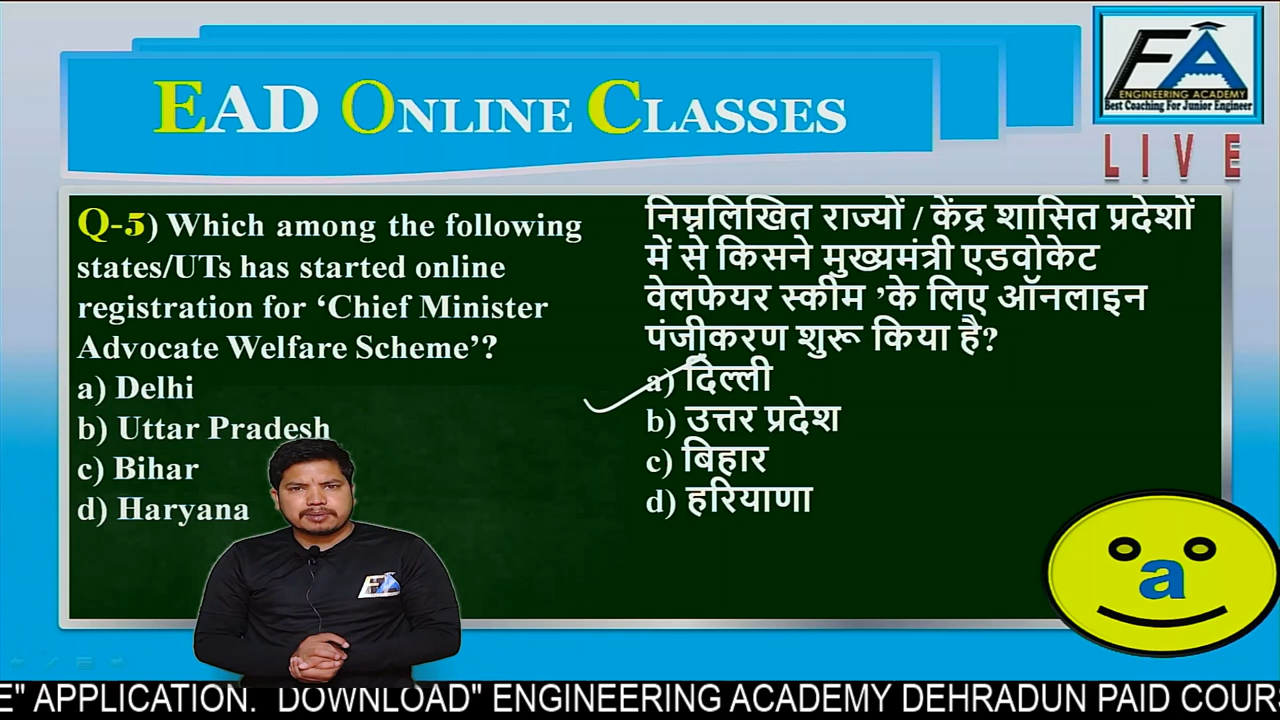 EAD ONLINE CLASSES
FA
ENGINEERING ACADEMY
Best Coaching For Junior Engineer
LIVE
Q-5) Which among the following
states/UTs has started online
registration for ‘Chief Minister
Advocate Welfare Scheme’?
a) Delhi
b) Uttar Pradesh
c) Bihar
d) Haryana
निम्नलिखित राज्यों / केंद्र शासित प्रदेशों
में से किसने मुख्यमंत्री एडवोकेट
वेलफेयर स्कीम ’के लिए ऑनलाइन
पंजीकरण शुरू किया है?
a) दिल्ली
b) उत्तर प्रदेश
c) बिहार
d) हरियाणा
a
E" APPLICATION. "DOWNLOAD" ENGINEERING ACADEMY DEHRADUN PAID COUR